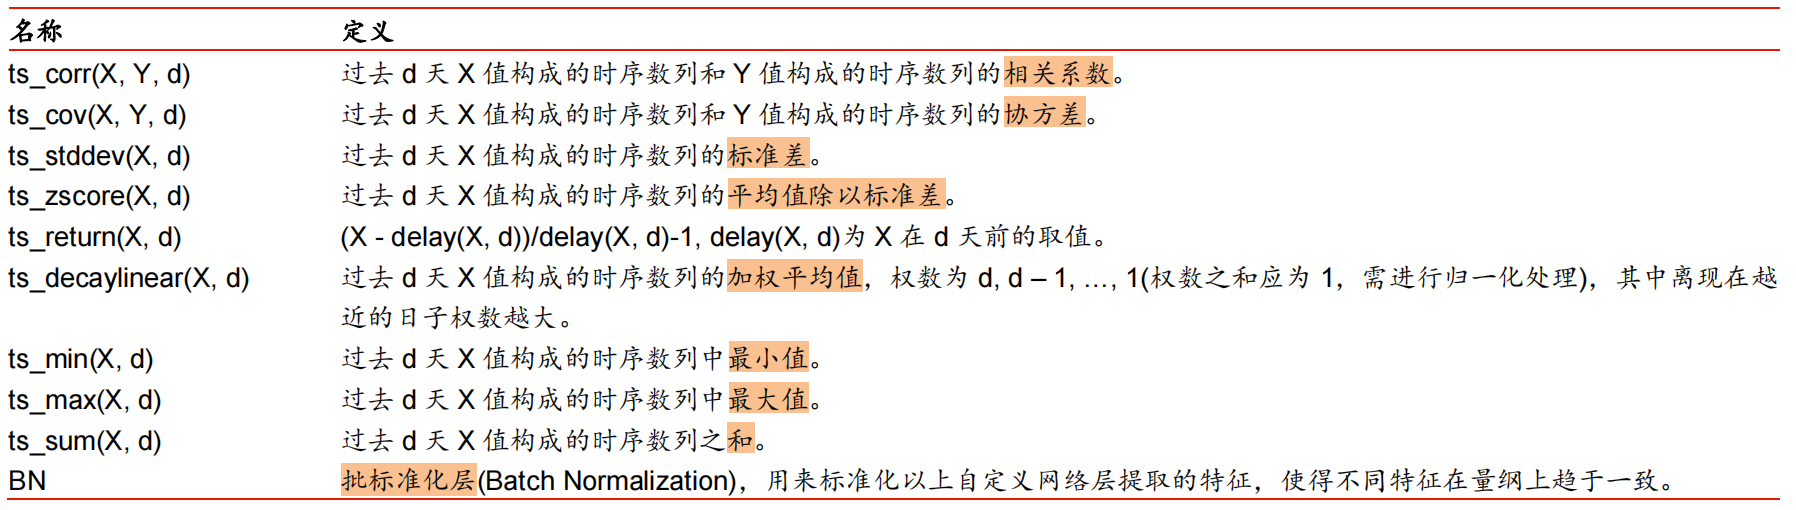 名称 定义
ts_corr(X, Y, d) 过去 d 天 X 值构成的时序数列和 Y 值构成的时序数列的相关系数。
ts_cov(X, Y, d) 过去 d 天 X 值构成的时序数列和 Y 值构成的时序数列的协方差。
ts_stddev(X, d) 过去 d 天 X 值构成的时序数列的标准差。
ts_zscore(X, d) 过去 d 天 X 值构成的时序数列的平均值除以标准差。
ts_return(X, d) (X - delay(X, d))/delay(X, d)-1, delay(X, d)为 X 在 d 天前的取值。
ts_decaylinear(X, d) 过去 d 天 X 值构成的时序数列的加权平均值，权数为 d, d – 1, …, 1(权数之和应为 1，需进行归一化处理)，其中离现在越
近的日子权数越大。
ts_min(X, d) 过去 d 天 X 值构成的时序数列中最小值。
ts_max(X, d) 过去 d 天 X 值构成的时序数列中最大值。
ts_sum(X, d) 过去 d 天 X 值构成的时序数列之和。
BN 批标准化层(Batch Normalization)，用来标准化以上自定义网络层提取的特征，使得不同特征在量纲上趋于一致。